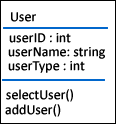 User
userID : int
userName: string
userType : int
selectUser()
addUser()